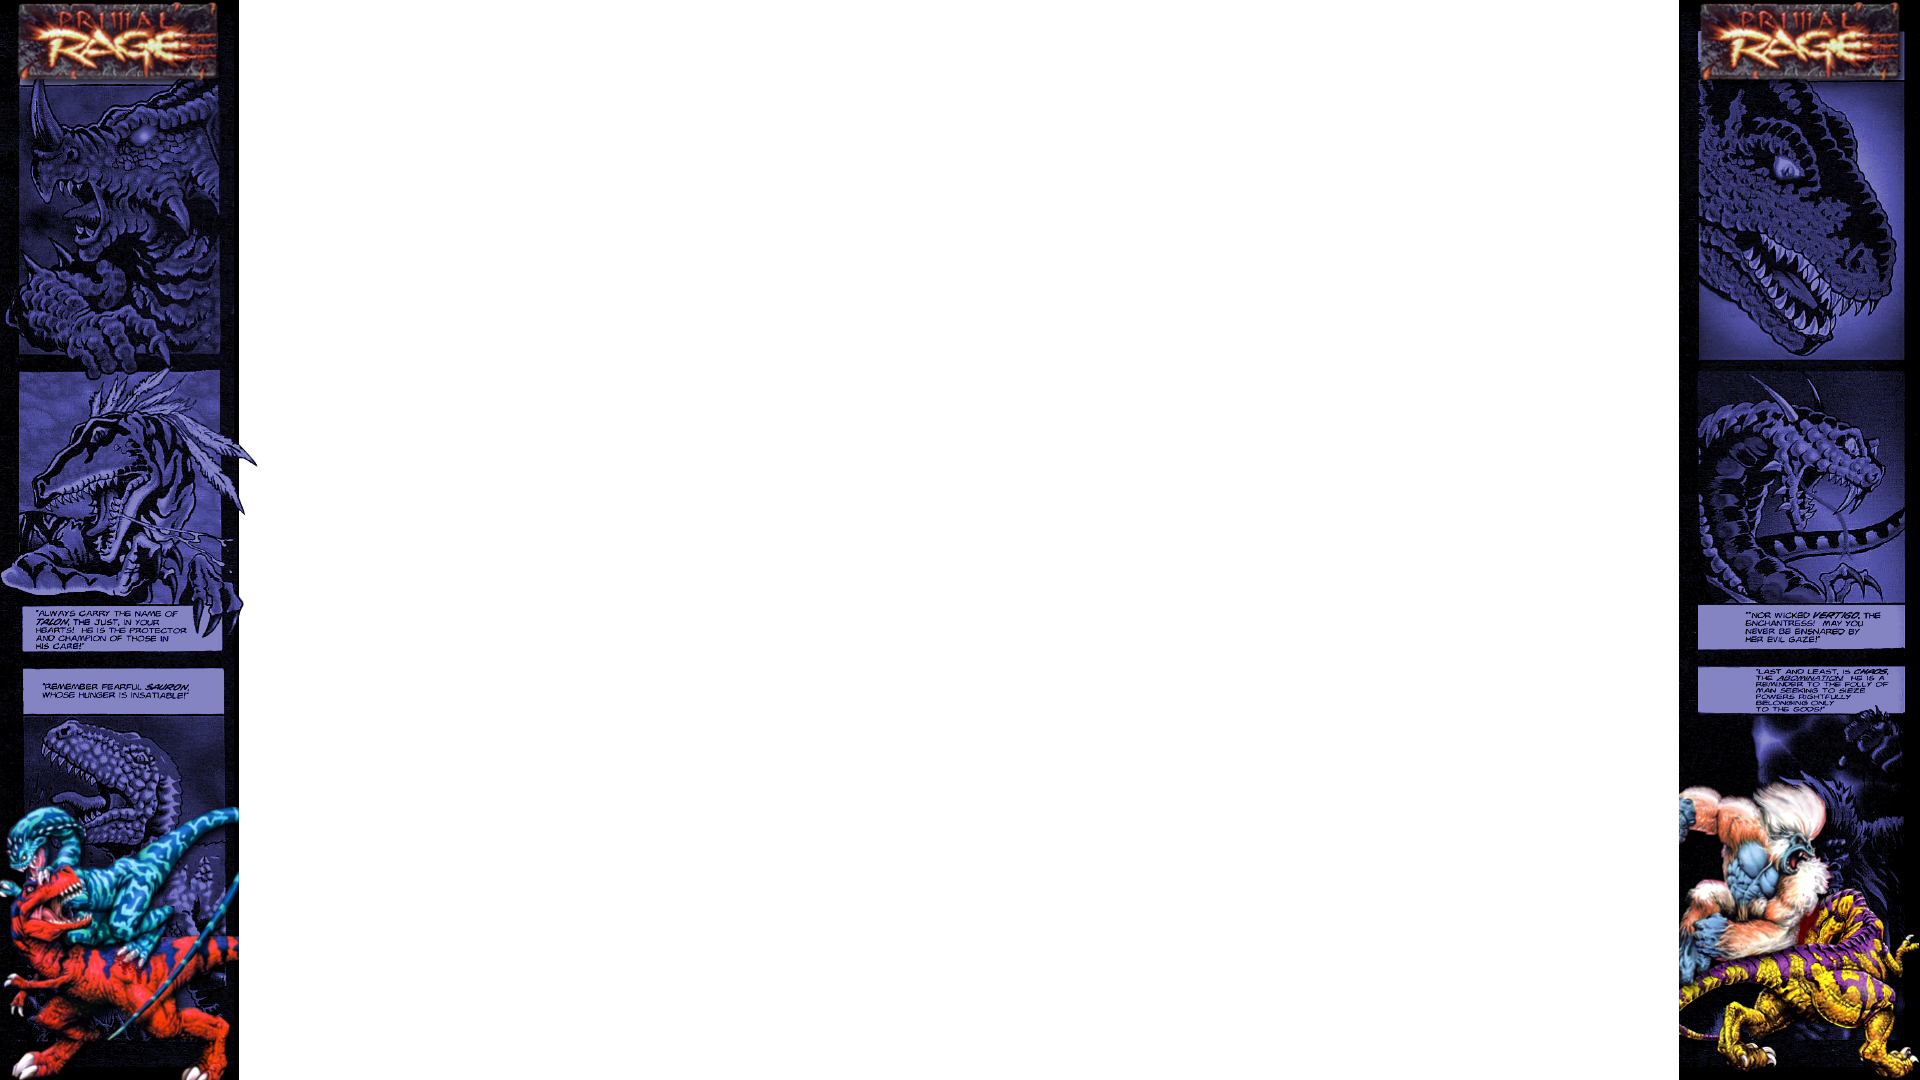 PRIMAL
RAGE
"ALWAYS CARRY THE NAME OF
TALON, THE JUST, IN YOUR
HEARTS! HE IS THE PROTECTOR
AND CHAMPION OF THOSE IN
HIS CARE!"
"REMEMBER FEARFUL SAURON,
WHOSE HUNGER IS INSATIABLE!"
PRIMAL
RAGE
"NOR WICKED VERTIGO, THE
ENCHANTRESS! MAY YOU
NEVER BE ENSNARED BY
HER EVIL GAZE!"
"LAST AND LEAST, IS CHAOS,
THE ABOMINATION! HE IS A
REMINDER TO THE FOLLY OF
MAN SEEKING TO SIEZE
POWERS RIGHTFULLY
BELONGING ONLY
TO THE GODS!"